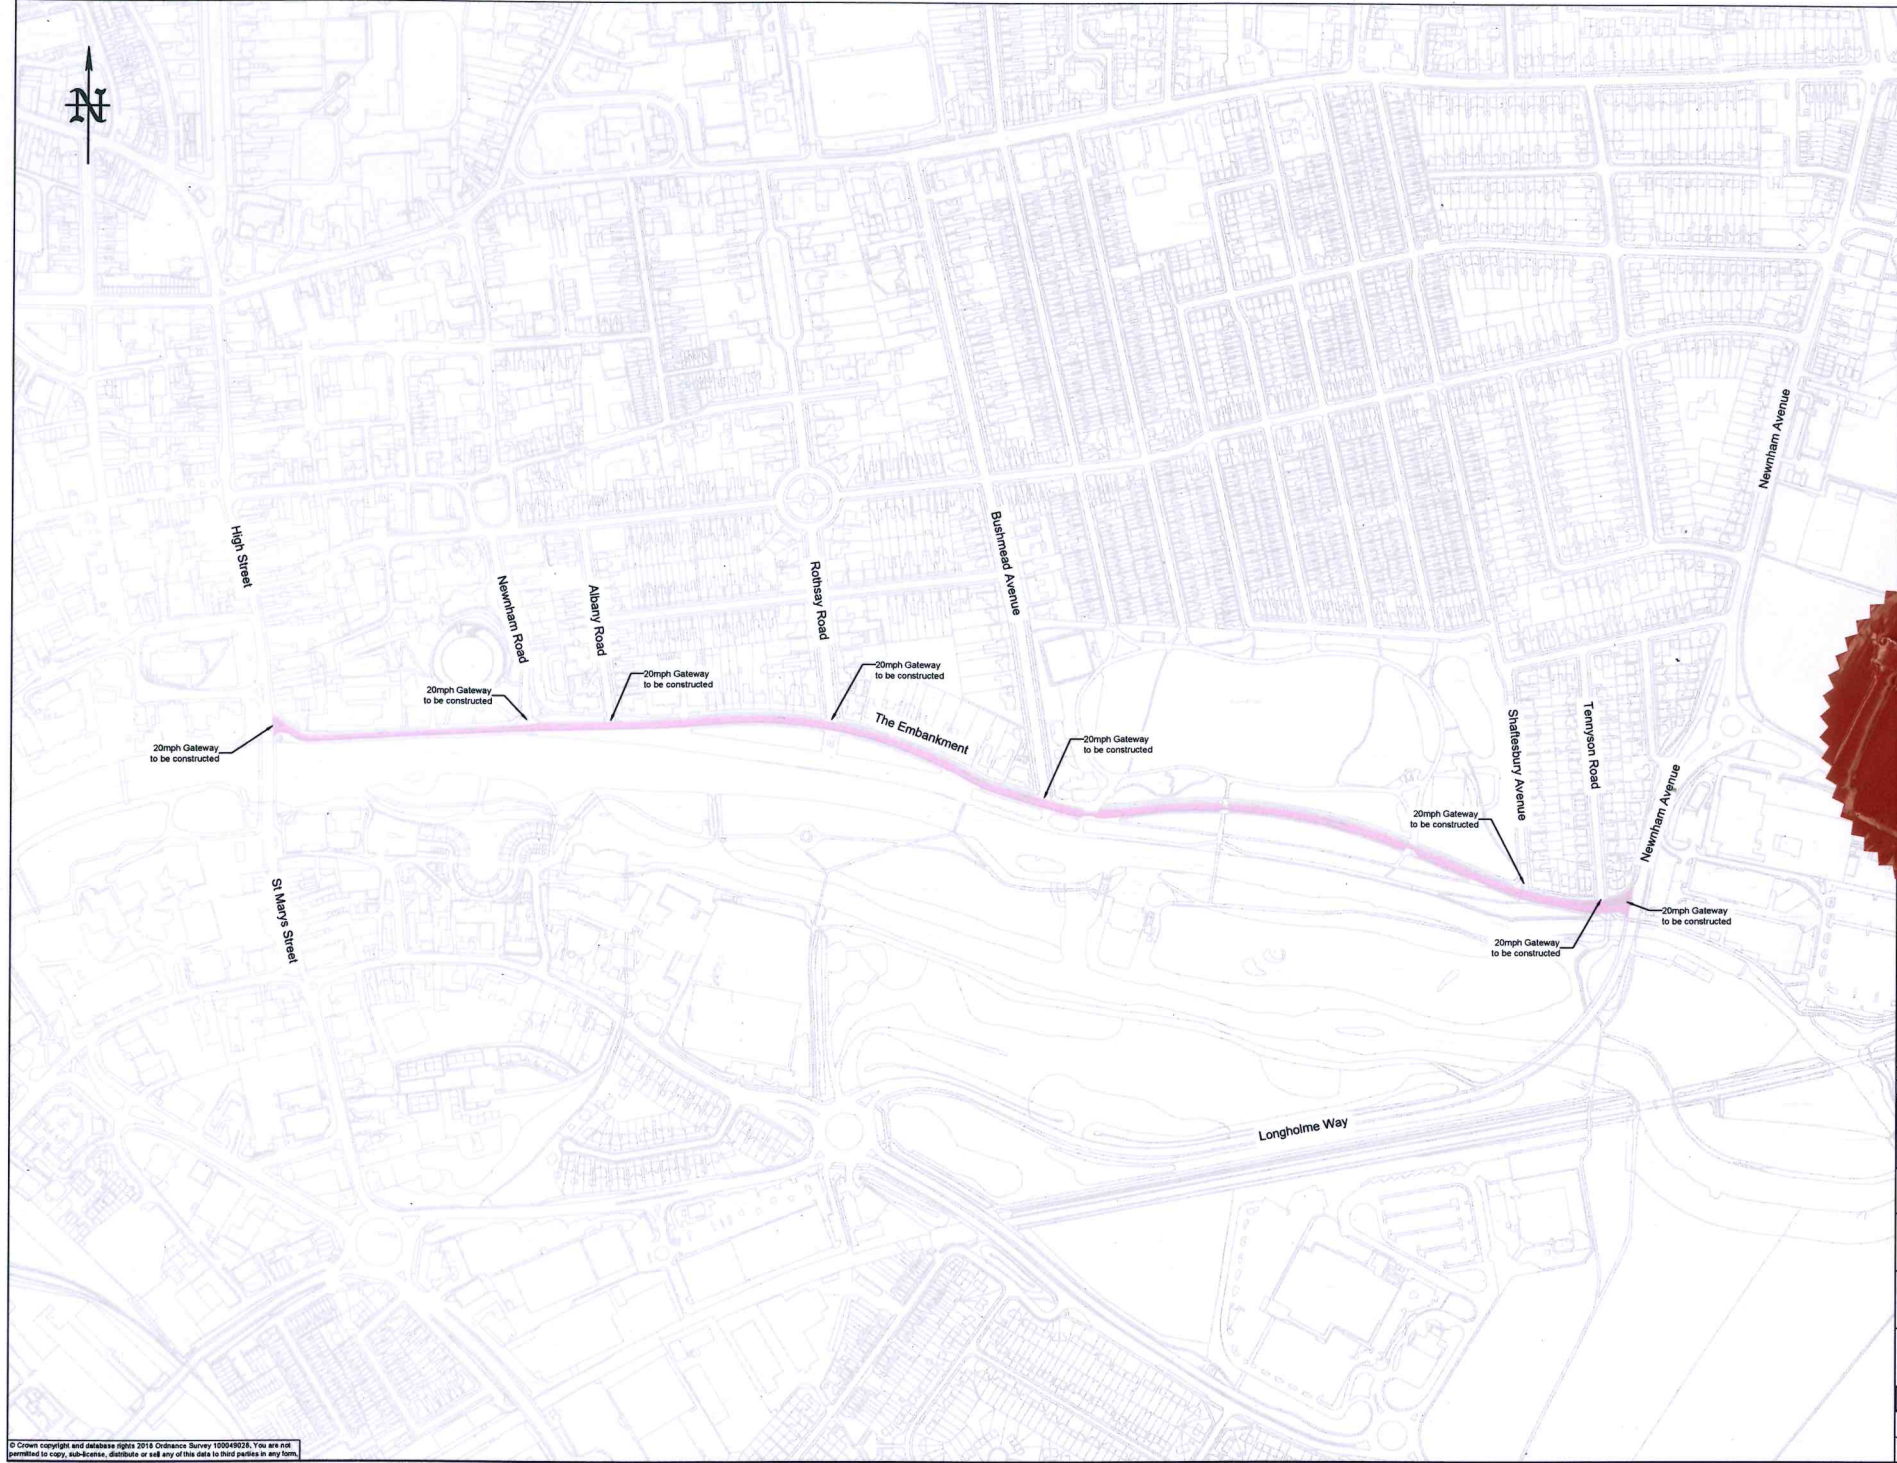 N
Newnham Avenue
High Street
Bushmead Avenue
Rothsay Road
Newnham Road
Albany Road
20mph Gateway
to be constructed
20mph Gateway
to be constructed
20mph Gateway
to be constructed
20mph Gateway
to be constructed
The Embankment
20mph Gateway
to be constructed
Shaftesbury Avenue
Tennyson Road
Newnham Avenue
20mph Gateway
to be constructed
20mph Gateway
to be constructed
20mph Gateway
to be constructed
St Marys Street
Longholme Way
© Crown copyright and database rights 2016 Ordnance Survey 100049028. You are not
permitted to copy, sub-license, distribute or sell any of this data to third parties in any form.